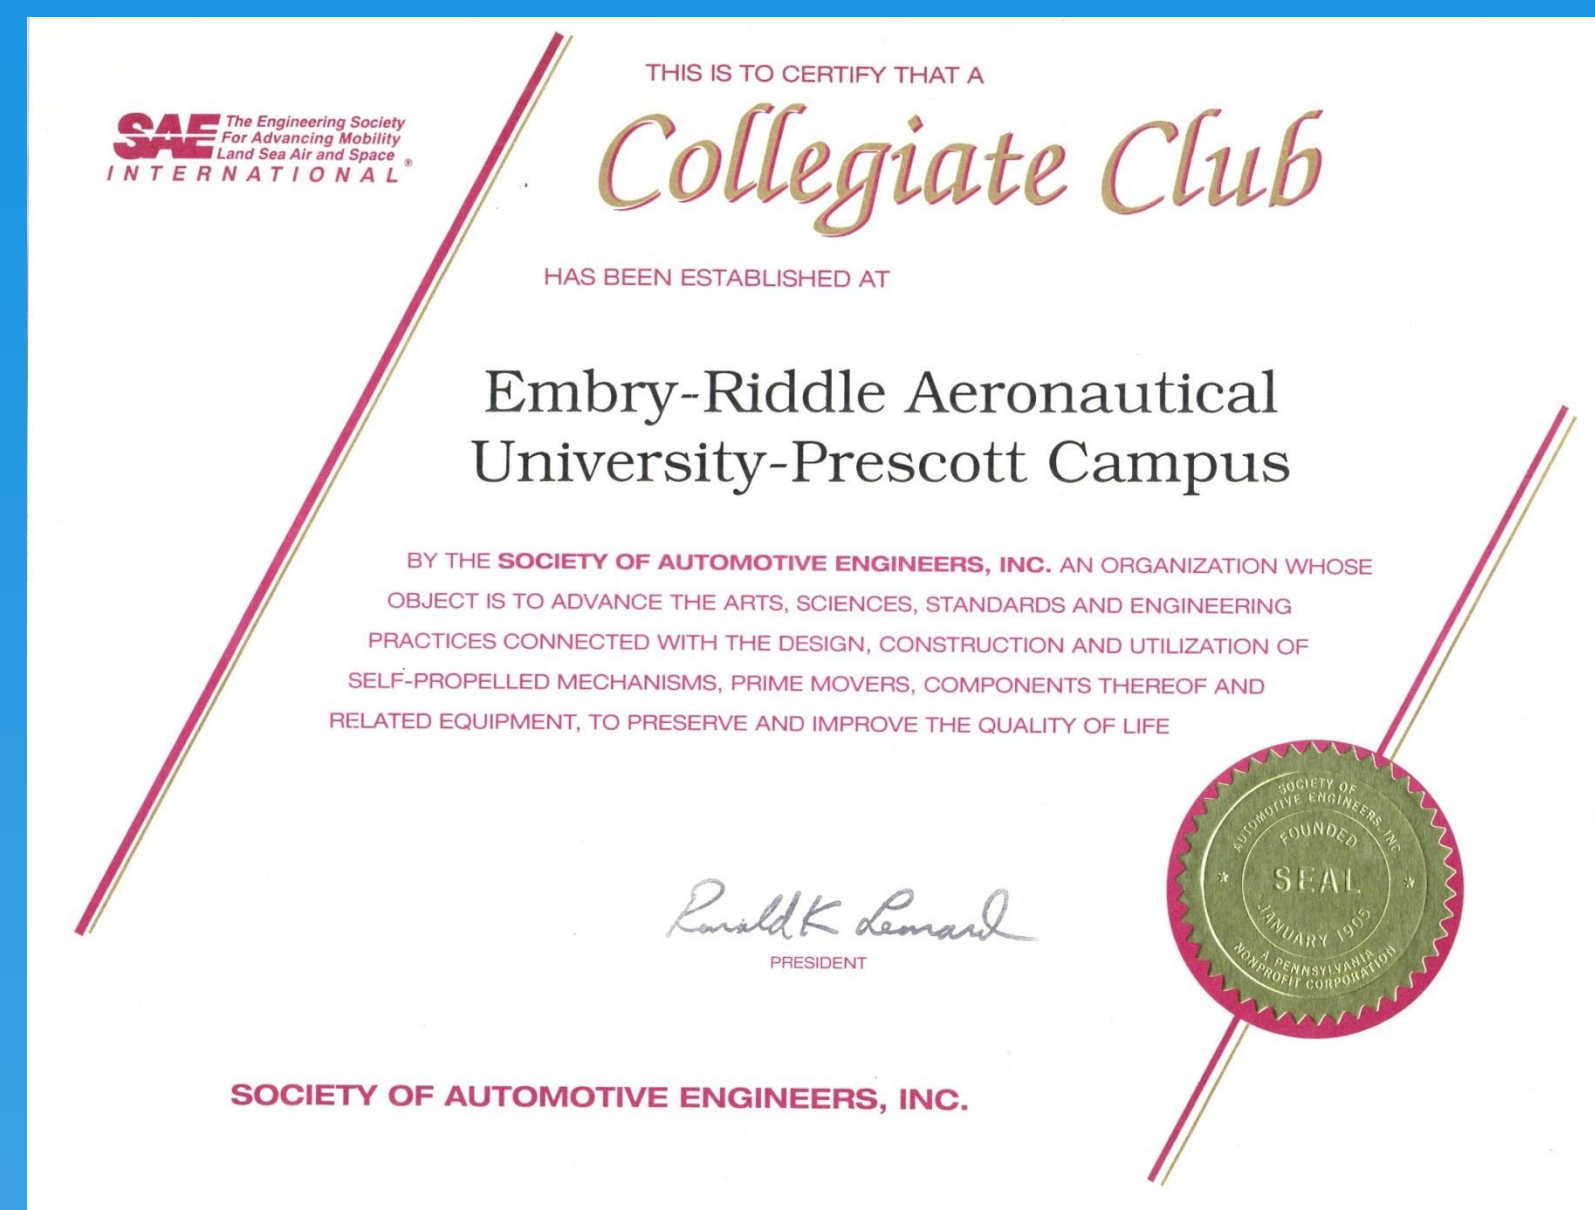 SAE The Engineering Society
For Advancing Mobility
Land Sea Air and Space®
INTERNATIONAL
THIS IS TO CERTIFY THAT A
Collegiate Club
HAS BEEN ESTABLISHED AT
Embry-Riddle Aeronautical
University-Prescott Campus
BY THE SOCIETY OF AUTOMOTIVE ENGINEERS, INC. AN ORGANIZATION WHOSE
OBJECT IS TO ADVANCE THE ARTS, SCIENCES, STANDARDS AND ENGINEERING
PRACTICES CONNECTED WITH THE DESIGN, CONSTRUCTION AND UTILIZATION OF
SELF-PROPELLED MECHANISMS, PRIME MOVERS, COMPONENTS THEREOF AND
RELATED EQUIPMENT, TO PRESERVE AND IMPROVE THE QUALITY OF LIFE
Ronald K Leonard
PRESIDENT
SOCIETY OF
AUTOMOTIVE ENGINEERS, INC
FOUNDED
SEAL
JANUARY 1905
A PENNSYLVANIA
NONPROFIT CORPORATION
SOCIETY OF AUTOMOTIVE ENGINEERS, INC.